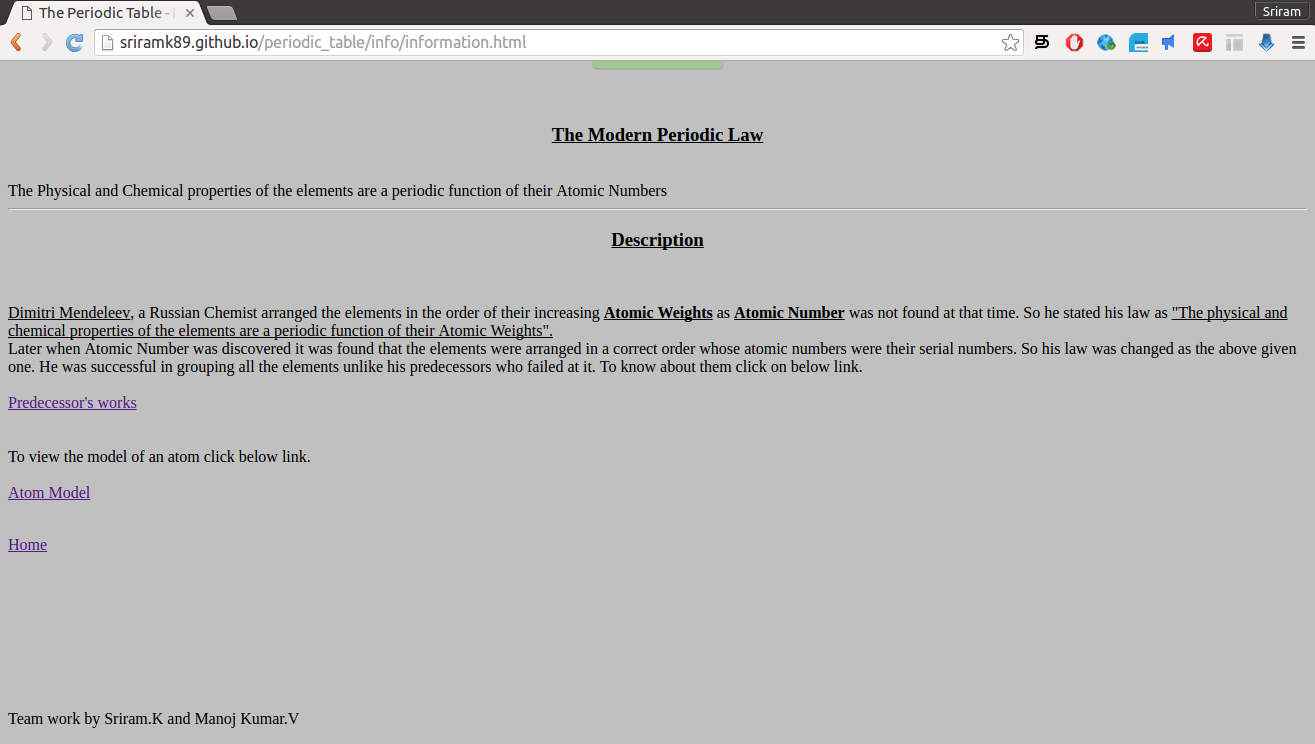 The Periodic Table -
Sriram
sriramk89.github.io/periodic_table/info/information.html
The Modern Periodic Law
The Physical and Chemical properties of the elements are a periodic function of their Atomic Numbers
Description
Dimitri Mendeleev, a Russian Chemist arranged the elements in the order of their increasing Atomic Weights as Atomic Number was not found at that time. So he stated his law as "The physical and
chemical properties of the elements are a periodic function of their Atomic Weights".
Later when Atomic Number was discovered it was found that the elements were arranged in a correct order whose atomic numbers were their serial numbers. So his law was changed as the above given
one. He was successful in grouping all the elements unlike his predecessors who failed at it. To know about them click on below link.
Predecessor's works
To view the model of an atom click below link.
Atom Model
Home
Team work by Sriram.K and Manoj Kumar.V